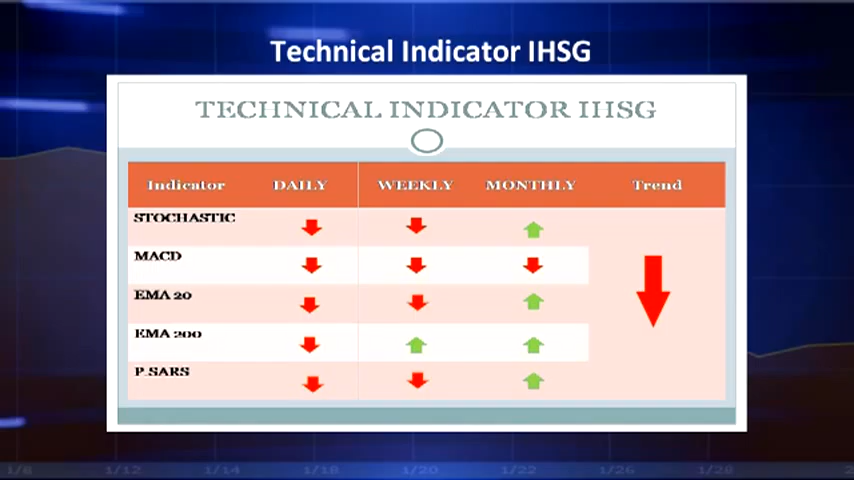 Technical Indicator IHSG
TECHNICAL INDICATOR IHSG
Indicator DAILY WEEKLY MONTHLY Trend
STOCHASTIC
MACD
EMA 20
EMA 200
P.SARS
1/8 1/12 1/14 1/18 1/20 1/22 1/26 1/28